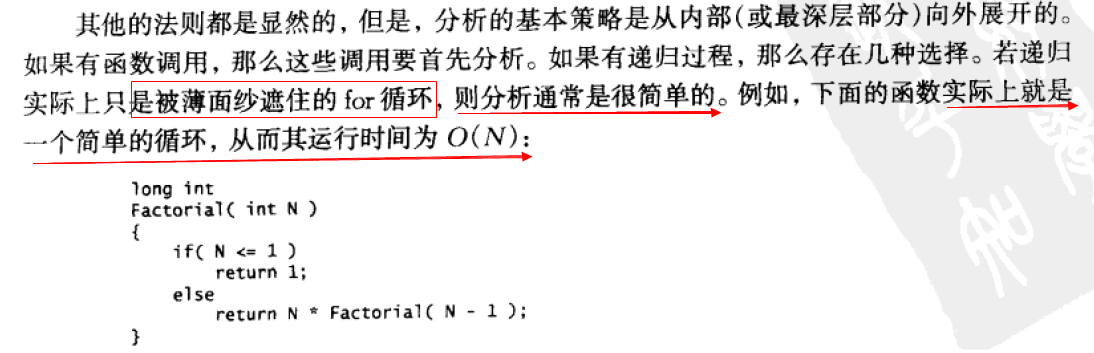 其他的法则都是显然的，但是，分析的基本策略是从内部(或最深层部分)向外展开的。
如果有函数调用，那么这些调用要首先分析。如果有递归过程，那么存在几种选择。若递归
实际上只是被薄面纱遮住的 for 循环，则分析通常是很简单的。例如，下面的函数实际上就是
一个简单的循环，从而其运行时间为 O(N)：
long int
Factorial( int N )
{
if( N <= 1 )
return 1;
else
return N * Factorial( N - 1 );
}